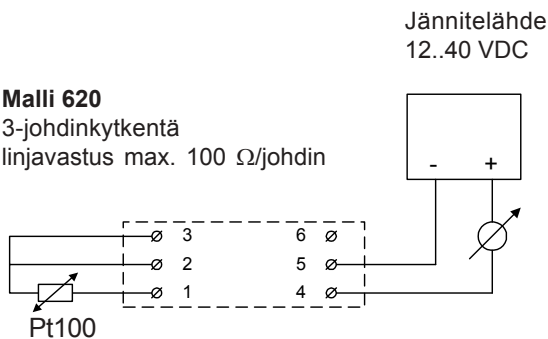 Jännitelähde
12..40 VDC
Malli 620
3-johdinkytkentä
linjavastus max. 100 Ω/johdin
- +
3 6
2 5
1 4
Pt100